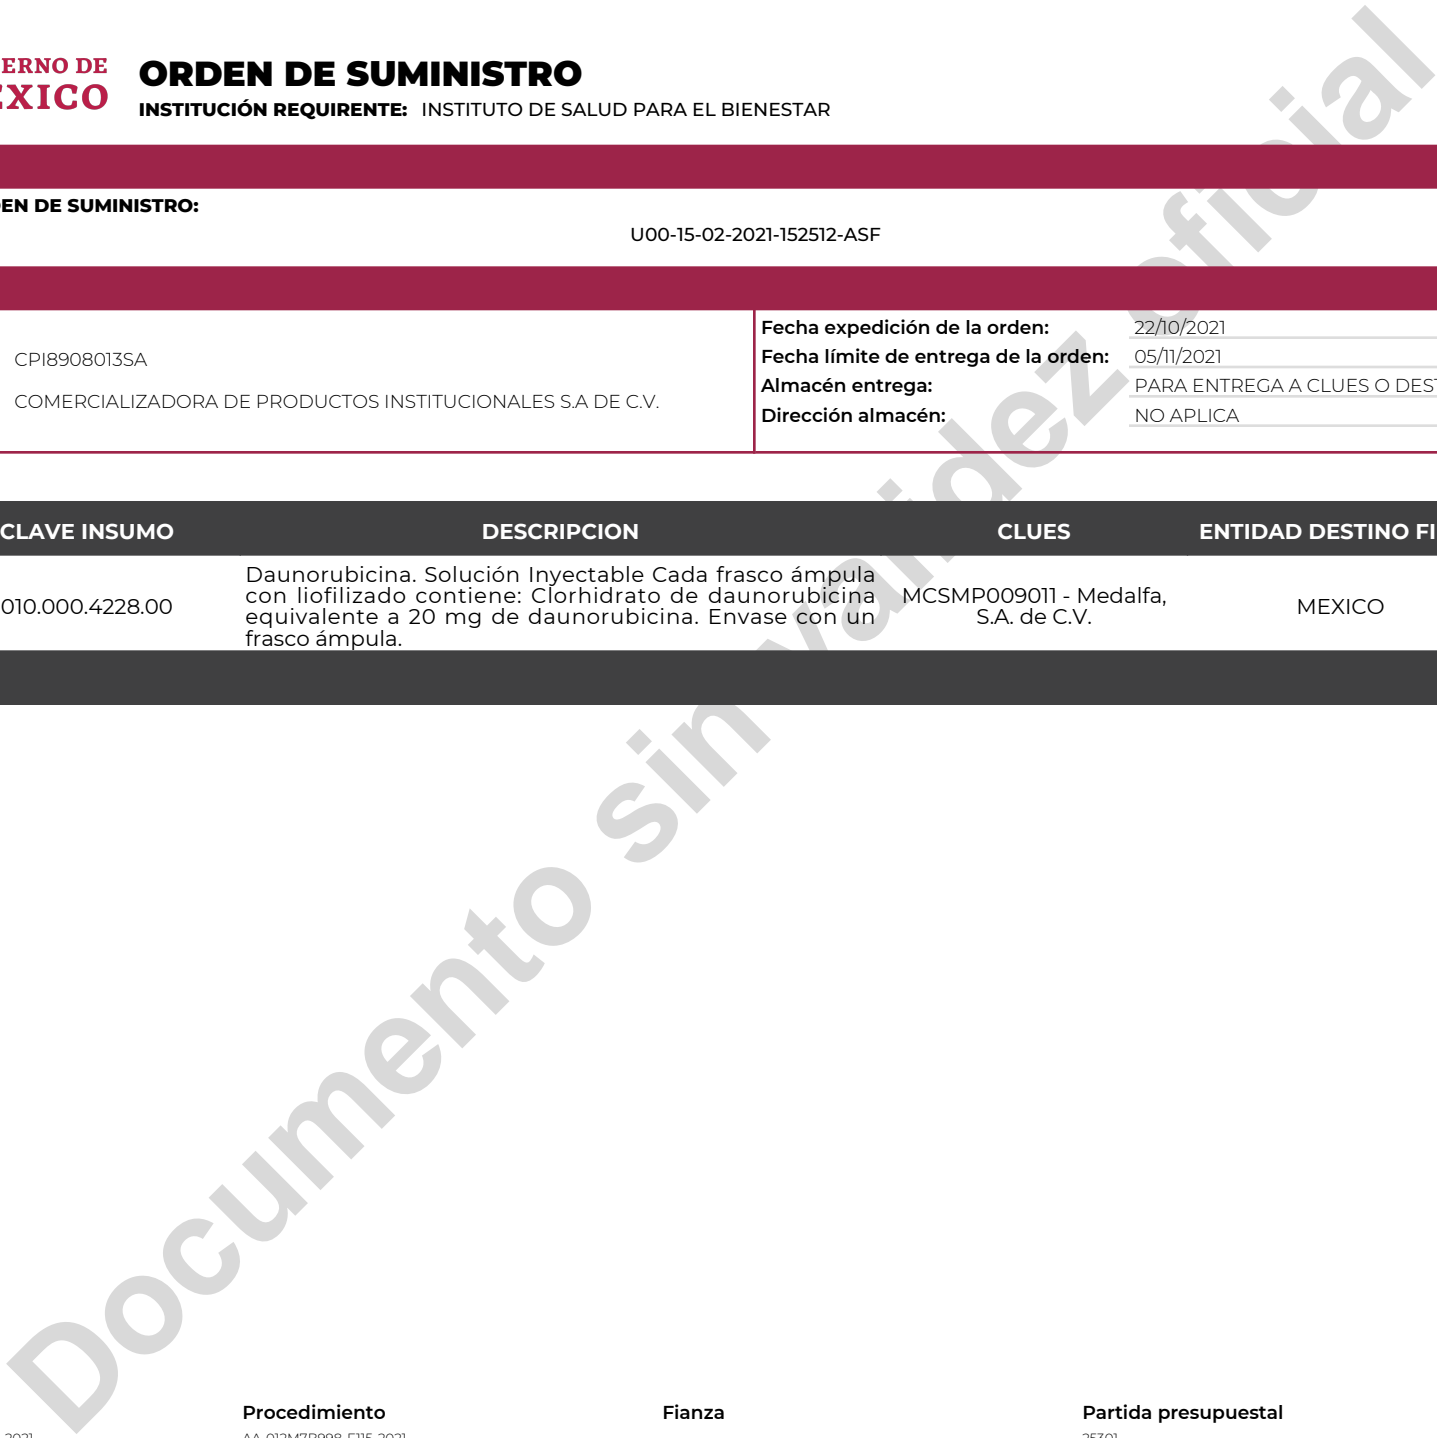 ERNO DE
EXICO
ORDEN DE SUMINISTRO
INSTITUCIÓN REQUIRENTE: INSTITUTO DE SALUD PARA EL BIENESTAR
EN DE SUMINISTRO:
U00-15-02-2021-152512-ASF
CPI8908013SA
COMERCIALIZADORA DE PRODUCTOS INSTITUCIONALES S.A DE C.V.
Fecha expedición de la orden: 22/10/2021
Fecha límite de entrega de la orden: 05/11/2021
Almacén entrega: PARA ENTREGA A CLUES O DEST
Dirección almacén: NO APLICA
CLAVE INSUMO DESCRIPCION CLUES ENTIDAD DESTINO FI
010.000.4228.00
Daunorubicina. Solución Inyectable Cada frasco ámpula
con liofilizado contiene: Clorhidrato de daunorubicina
equivalente a 20 mg de daunorubicina. Envase con un
frasco ámpula.
MCSMP009011 - Medalfa,
S.A. de C.V.
MEXICO
Documento sin validez oficial
Procedimiento Fianza Partida presupuestal